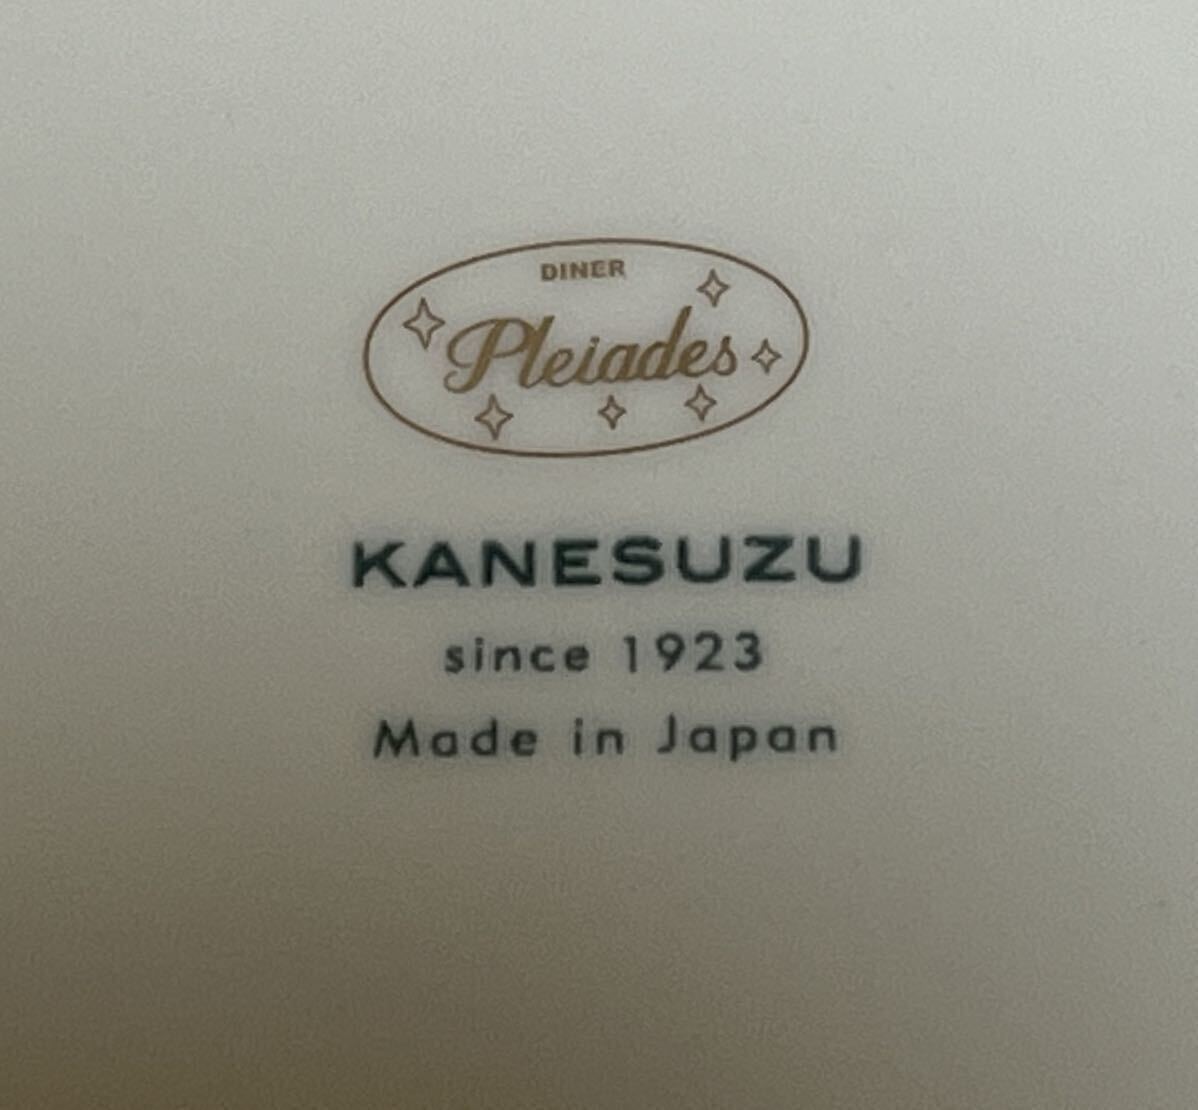 DINER
Pleiades
KANESUZU
since 1923
Made in Japan